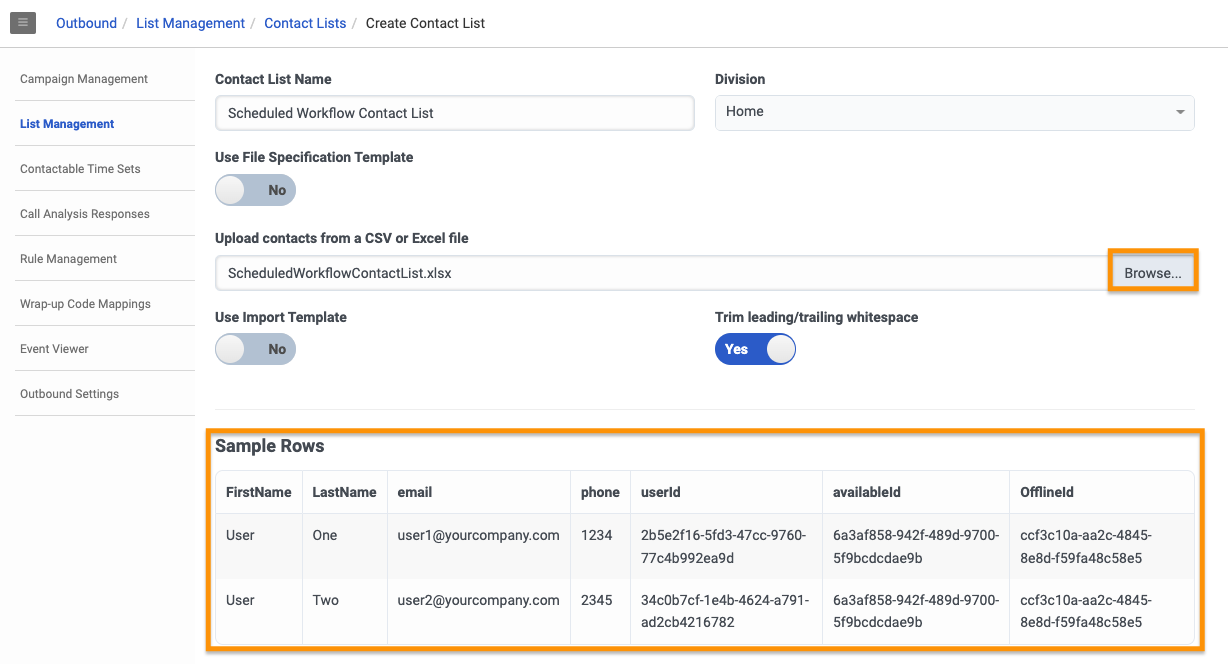 Outbound / List Management / Contact Lists / Create Contact List
Campaign Management
List Management
Contactable Time Sets
Call Analysis Responses
Rule Management
Wrap-up Code Mappings
Event Viewer
Outbound Settings
Contact List Name
Scheduled Workflow Contact List
Division
Home
Use File Specification Template
No
Upload contacts from a CSV or Excel file
ScheduledWorkflowContactList.xlsx
Browse...
Use Import Template
No
Trim leading/trailing whitespace
Yes
Sample Rows
FirstName LastName email phone userId availableId OfflineId
User One user1@yourcompany.com 1234 2b5e2f16-5fd3-47cc-9760- 6a3af858-942f-489d-9700- ccf3c10a-aa2c-4845-
77c4b992ea9d 5f9bcdcdae9b 8e8d-f59fa48c58e5
User Two user2@yourcompany.com 2345 34c0b7cf-1e4b-4624-a791- 6a3af858-942f-489d-9700- ccf3c10a-aa2c-4845-
ad2cb4216782 5f9bcdcdae9b 8e8d-f59fa48c58e5